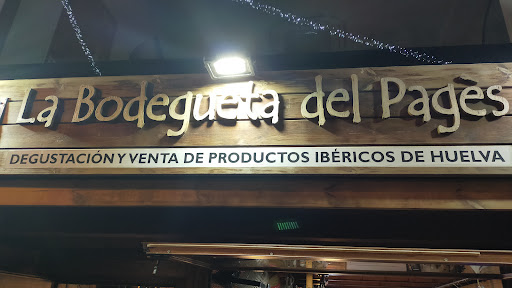 La Bodegueta del Pagès
DEGUSTACIÓN Y VENTA DE PRODUCTOS IBÉRICOS DE HUELVA